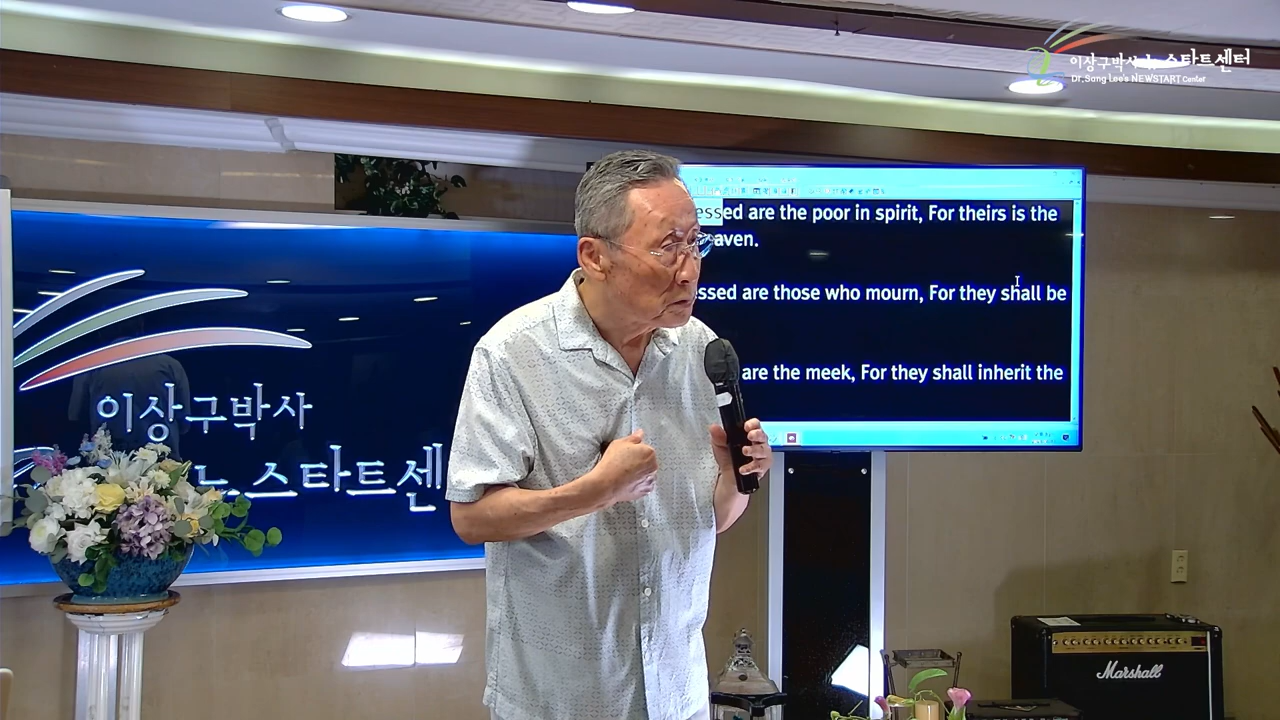 이상구박사 뉴스타트센터
Dr.Sang Lee's NEWSTART Center
essed are the poor in spirit, For theirs is the
aven.
ssed are those who mourn, For they shall be
are the meek, For they shall inherit the
이상구박사
뉴스타트센
Marshall